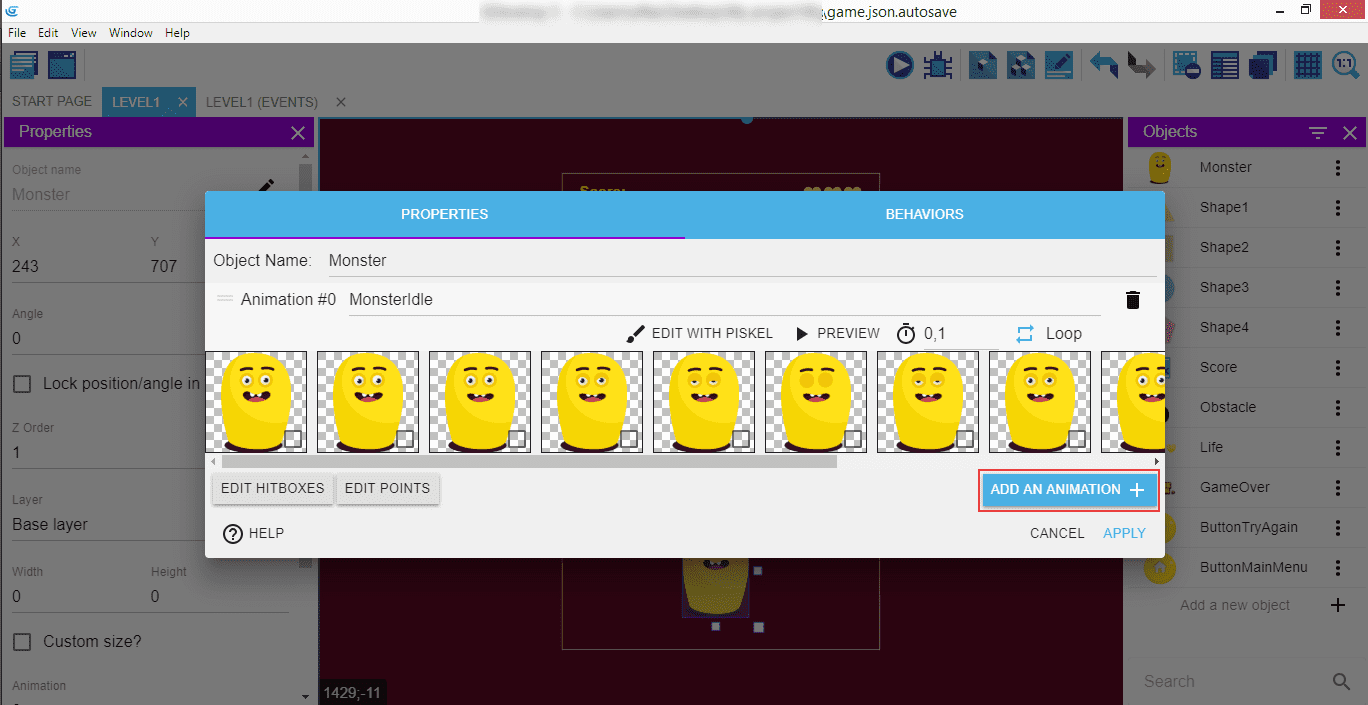 \game.json.autosave
File Edit View Window Help
1:1
START PAGE LEVEL1 LEVEL1 (EVENTS)
Properties
Object name
Monster
X Y
243 707
Angle
0
Lock position/angle in
Z Order
1
Layer
Base layer
Width Height
0 0
Custom size?
Animation
Score:
PROPERTIES BEHAVIORS
Object Name: Monster
Animation #0 MonsterIdle
EDIT WITH PISKEL PREVIEW 0,1 Loop
EDIT HITBOXES EDIT POINTS ADD AN ANIMATION
? HELP CANCEL APPLY
1429;-11
Objects
Monster
Shape1
Shape2
Shape3
Shape4
Score
Obstacle
Life
GameOver
ButtonTryAgain
ButtonMainMenu
Add a new object
Search